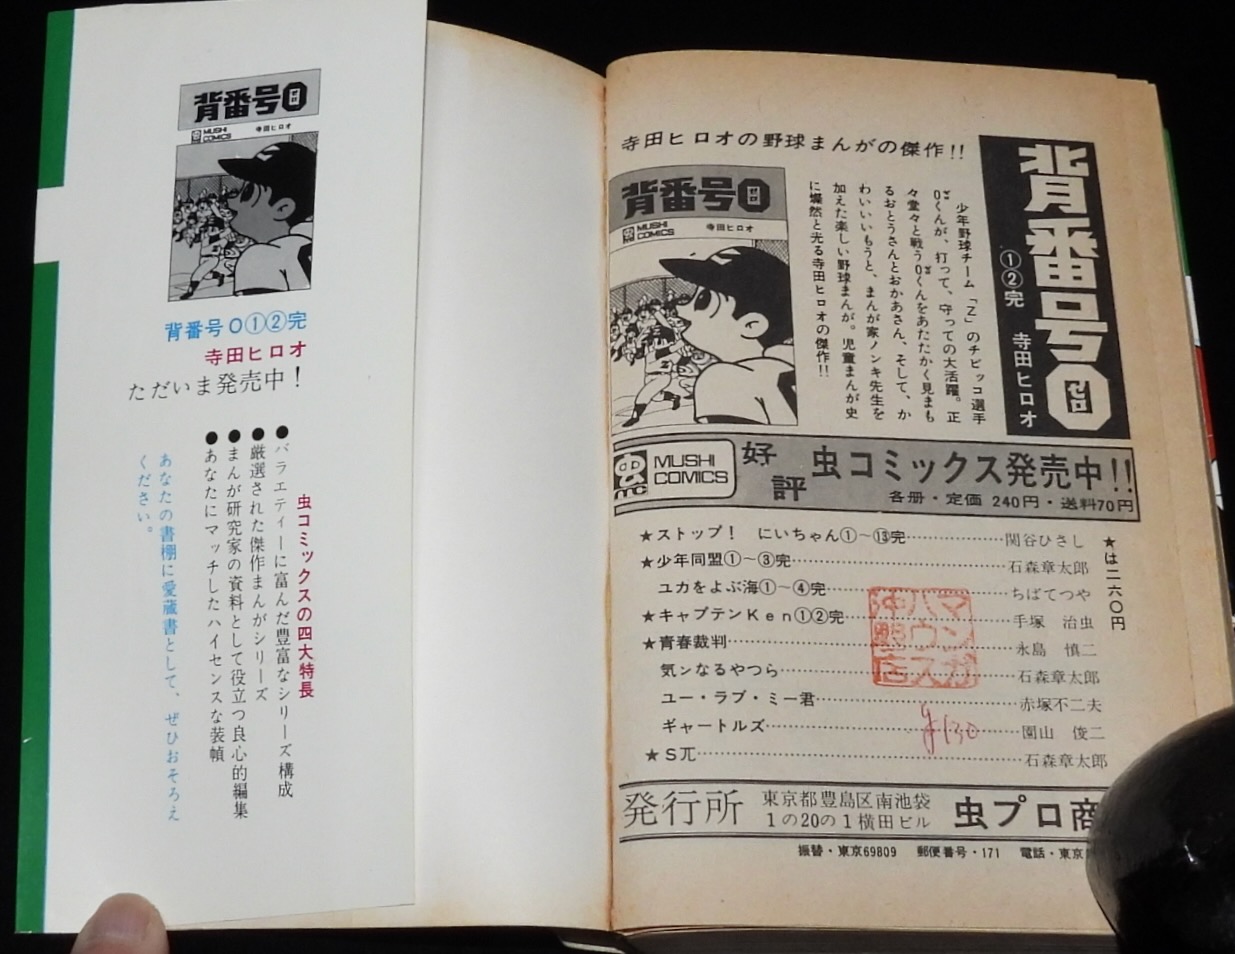 背番号0
ゼロ
MUSHI
COMICS
寺田ヒロオ
背番号０①②完
寺田ヒロオ
ただいま発売中！
虫コミックスの四大特長
●バラエティーに富んだ豊富なシリーズ構成
●厳選された傑作まんがシリーズ
●まんが研究家の資料として役立つ良心的編集
●あなたにマッチしたハイセンスな装幀
あなたの書棚に愛蔵書として、ぜひおそろえ
ください。
寺田ヒロオの野球まんがの傑作!!
背番号0
ゼロ
①②完 寺田ヒロオ
少年野球チーム「Z」のチビッコ選手
0くんが、打って、守っての大活躍。正
々堂々と戦う0くんをあたたかく見まも
るおとうさんとおかあさん、そして、か
わいいいもうと、まんが家ノンキ先生を
加えた楽しい野球まんが。児童まんが史
に燦然と光る寺田ヒロオの傑作!!
背番号0
ゼロ
MUSHI
COMICS
寺田ヒロオ
虫
mc
MUSHI
COMICS
好評 虫コミックス発売中!!
各册・定価 240円・送料70円
★は二六〇円
★ストップ！ にいちゃん①〜⑬完……関谷ひさし
★少年同盟①〜③完……石森章太郎
ユカをよぶ海①〜④完……ちばてつや
★キャプテンKen①②完……手塚 治虫
★青春裁判……永島 慎二
気ンなるやつら……石森章太郎
ユー・ラブ・ミー君……赤塚不二夫
ギャートルズ……園山 俊二
★Sπ……石森章太郎
マンガ
ハウス
発行所
東京都豊島区南池袋
1の20の1横田ビル
虫プロ商
振替・東京69809 郵便番号・171 電話・東京